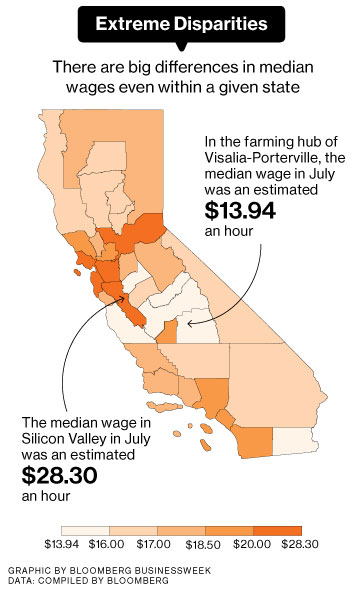 Extreme Disparities
There are big differences in median
wages even within a given state
In the farming hub of
Visalia-Porterville, the
median wage in July
was an estimated
$13.94
an hour
The median wage in
Silicon Valley in July
was an estimated
$28.30
an hour
$13.94 $16.00 $17.00 $18.50 $20.00 $28.30
GRAPHIC BY BLOOMBERG BUSINESSWEEK
DATA: COMPILED BY BLOOMBERG